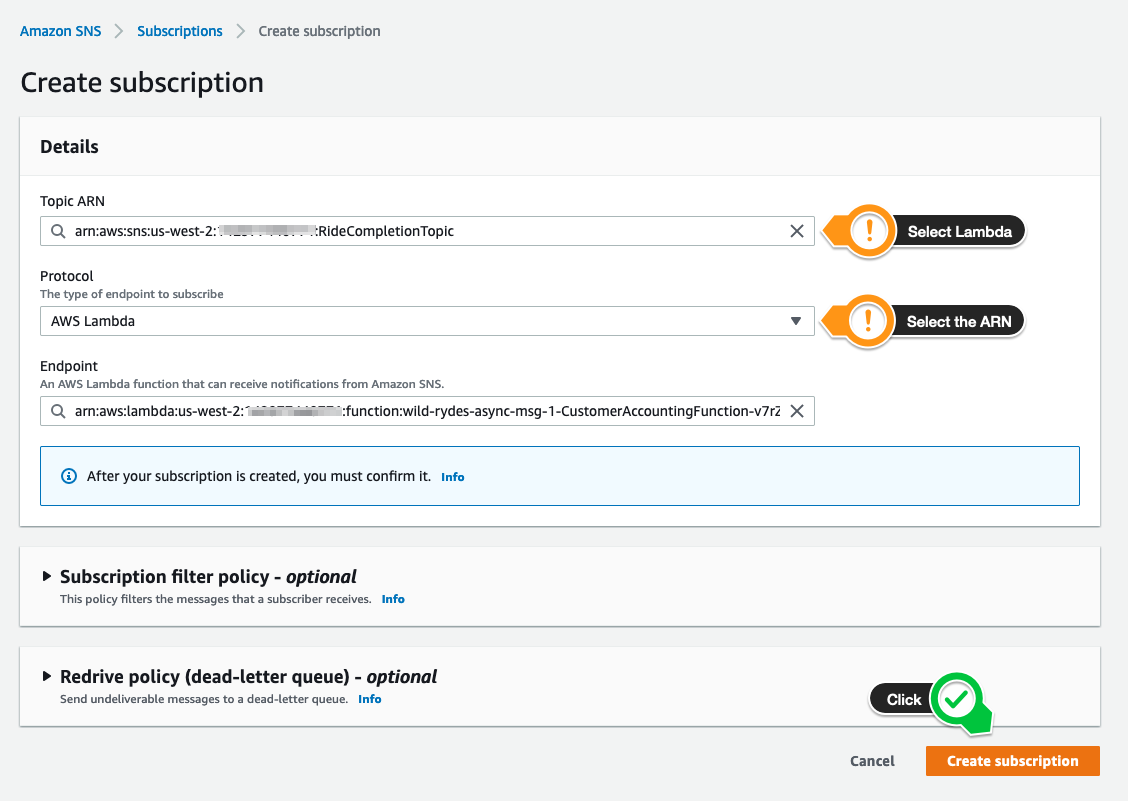 Amazon SNS > Subscriptions > Create subscription
Create subscription
Details
Topic ARN
arn:aws:sns:us-west-2: :RideCompletionTopic
Select Lambda
Protocol
The type of endpoint to subscribe
AWS Lambda
Select the ARN
Endpoint
An AWS Lambda function that can receive notifications from Amazon SNS.
arn:aws:lambda:us-west-2: :function:wild-rydes-async-msg-1-CustomerAccountingFunction-v7r
After your subscription is created, you must confirm it. Info
Subscription filter policy - optional
This policy filters the messages that a subscriber receives. Info
Redrive policy (dead-letter queue) - optional
Send undeliverable messages to a dead-letter queue. Info
Click
Cancel
Create subscription